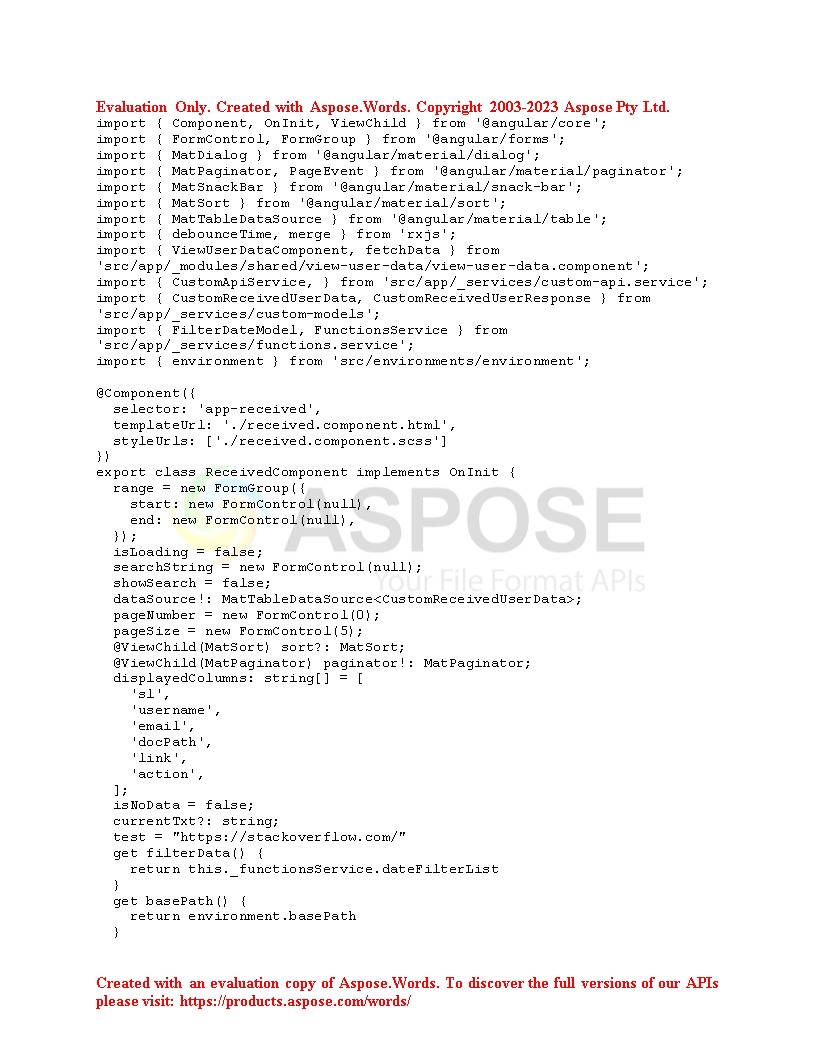 Evaluation Only. Created with Aspose.Words. Copyright 2003-2023 Aspose Pty Ltd.
import { Component, OnInit, ViewChild } from '@angular/core';
import { FormControl, FormGroup } from '@angular/forms';
import { MatDialog } from '@angular/material/dialog';
import { MatPaginator, PageEvent } from '@angular/material/paginator';
import { MatSnackBar } from '@angular/material/snack-bar';
import { MatSort } from '@angular/material/sort';
import { MatTableDataSource } from '@angular/material/table';
import { debounceTime, merge } from 'rxjs';
import { ViewUserDataComponent, fetchData } from
'src/app/_modules/shared/view-user-data/view-user-data.component';
import { CustomApiService, } from 'src/app/_services/custom-api.service';
import { CustomReceivedUserData, CustomReceivedUserResponse } from
'src/app/_services/custom-models';
import { FilterDateModel, FunctionsService } from
'src/app/_services/functions.service';
import { environment } from 'src/environments/environment';

@Component({
  selector: 'app-received',
  templateUrl: './received.component.html',
  styleUrls: ['./received.component.scss']
})
export class ReceivedComponent implements OnInit {
  range = new FormGroup({
    start: new FormControl(null),
    end: new FormControl(null),
  });
  isLoading = false;
  searchString = new FormControl(null);
  showSearch = false;
  dataSource!: MatTableDataSource<CustomReceivedUserData>;
  pageNumber = new FormControl(0);
  pageSize = new FormControl(5);
  @ViewChild(MatSort) sort?: MatSort;
  @ViewChild(MatPaginator) paginator!: MatPaginator;
  displayedColumns: string[] = [
    'sl',
    'username',
    'email',
    'docPath',
    'link',
    'action',
  ];
  isNoData = false;
  currentTxt?: string;
  test = "https://stackoverflow.com/"
  get filterData() {
    return this._functionsService.dateFilterList
  }
  get basePath() {
    return environment.basePath
  }
ASPOSE
Your File Format APIs
Created with an evaluation copy of Aspose.Words. To discover the full versions of our APIs
please visit: https://products.aspose.com/words/